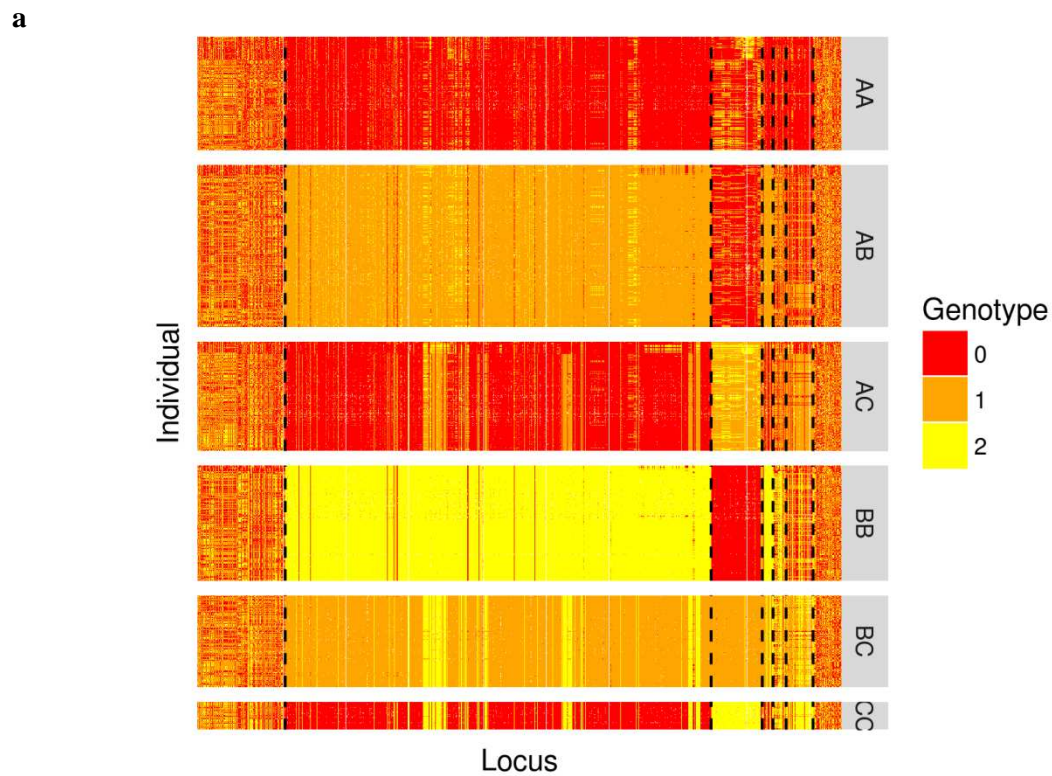 a
AA
AB
AC
BB
BC
CC
Individual
Locus
Genotype
0
1
2